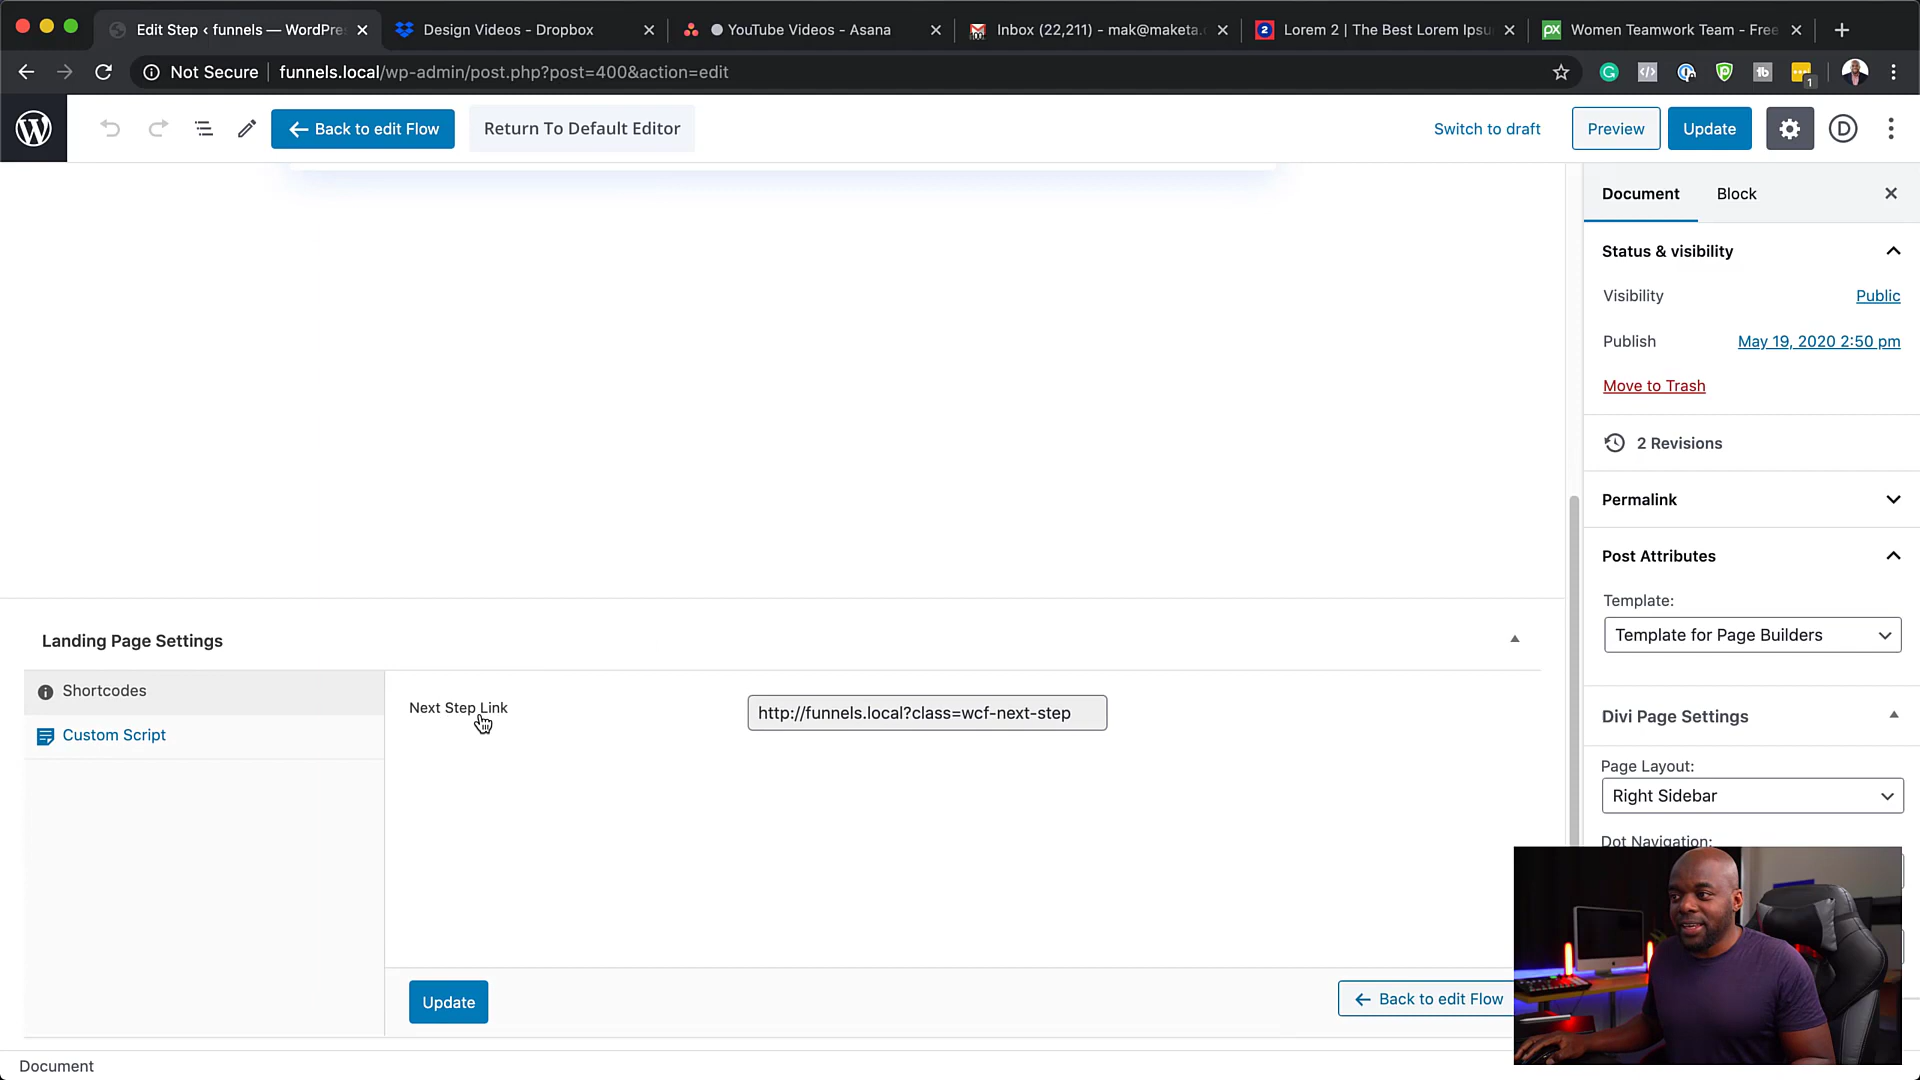 Edit Step ‹ funnels — WordPre
Design Videos - Dropbox
YouTube Videos - Asana
Inbox (22,211) - mak@maketa.c
Lorem 2 | The Best Lorem Ipsu
Women Teamwork Team - Free
Not Secure
funnels.local/wp-admin/post.php?post=400&action=edit
1
Back to edit Flow
Return To Default Editor
Switch to draft
Preview
Update
Document
Block
Status & visibility
Visibility
Public
Publish
May 19, 2020 2:50 pm
Move to Trash
2 Revisions
Permalink
Post Attributes
Template:
Template for Page Builders
Landing Page Settings
Shortcodes
Custom Script
Next Step Link
http://funnels.local?class=wcf-next-step
Divi Page Settings
Page Layout:
Right Sidebar
Dot Navigation:
Update
Back to edit Flow
Document